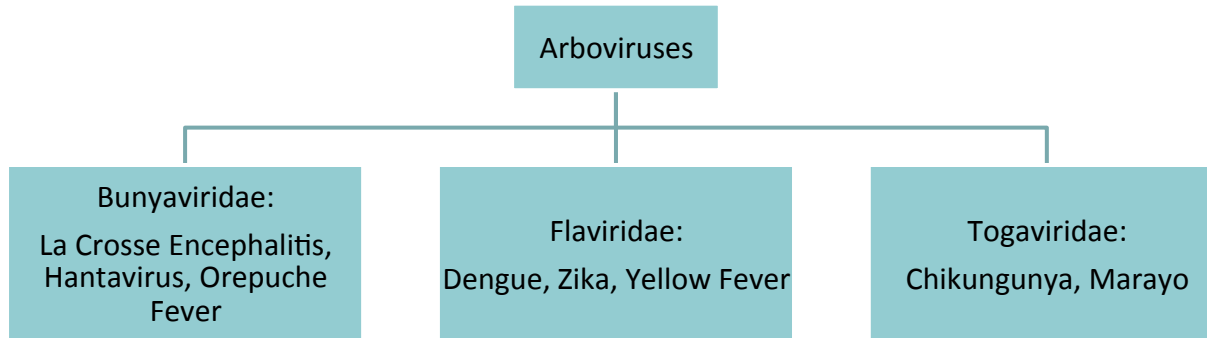 Arboviruses
Bunyaviridae:
La Crosse Encephalitis,
Hantavirus, Orepuche
Fever
Flaviridae:
Dengue, Zika, Yellow Fever
Togaviridae:
Chikungunya, Marayo